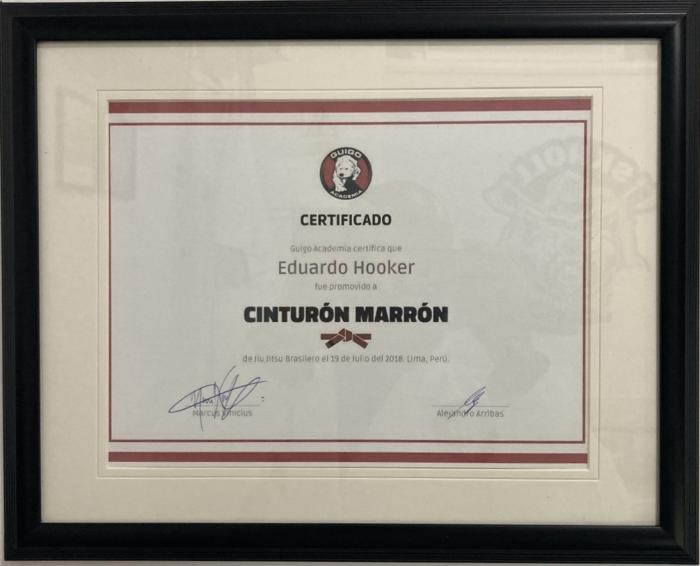 GUIGO
ACADEMIA
CERTIFICADO
Guigo Academia certifica que
Eduardo Hooker
fue promovido a
CINTURÓN MARRÓN
de Jiu Jitsu Brasilero el 19 de Julio del 2018. Lima, Perú.
Marcus Vinicius
Alejandro Arribas